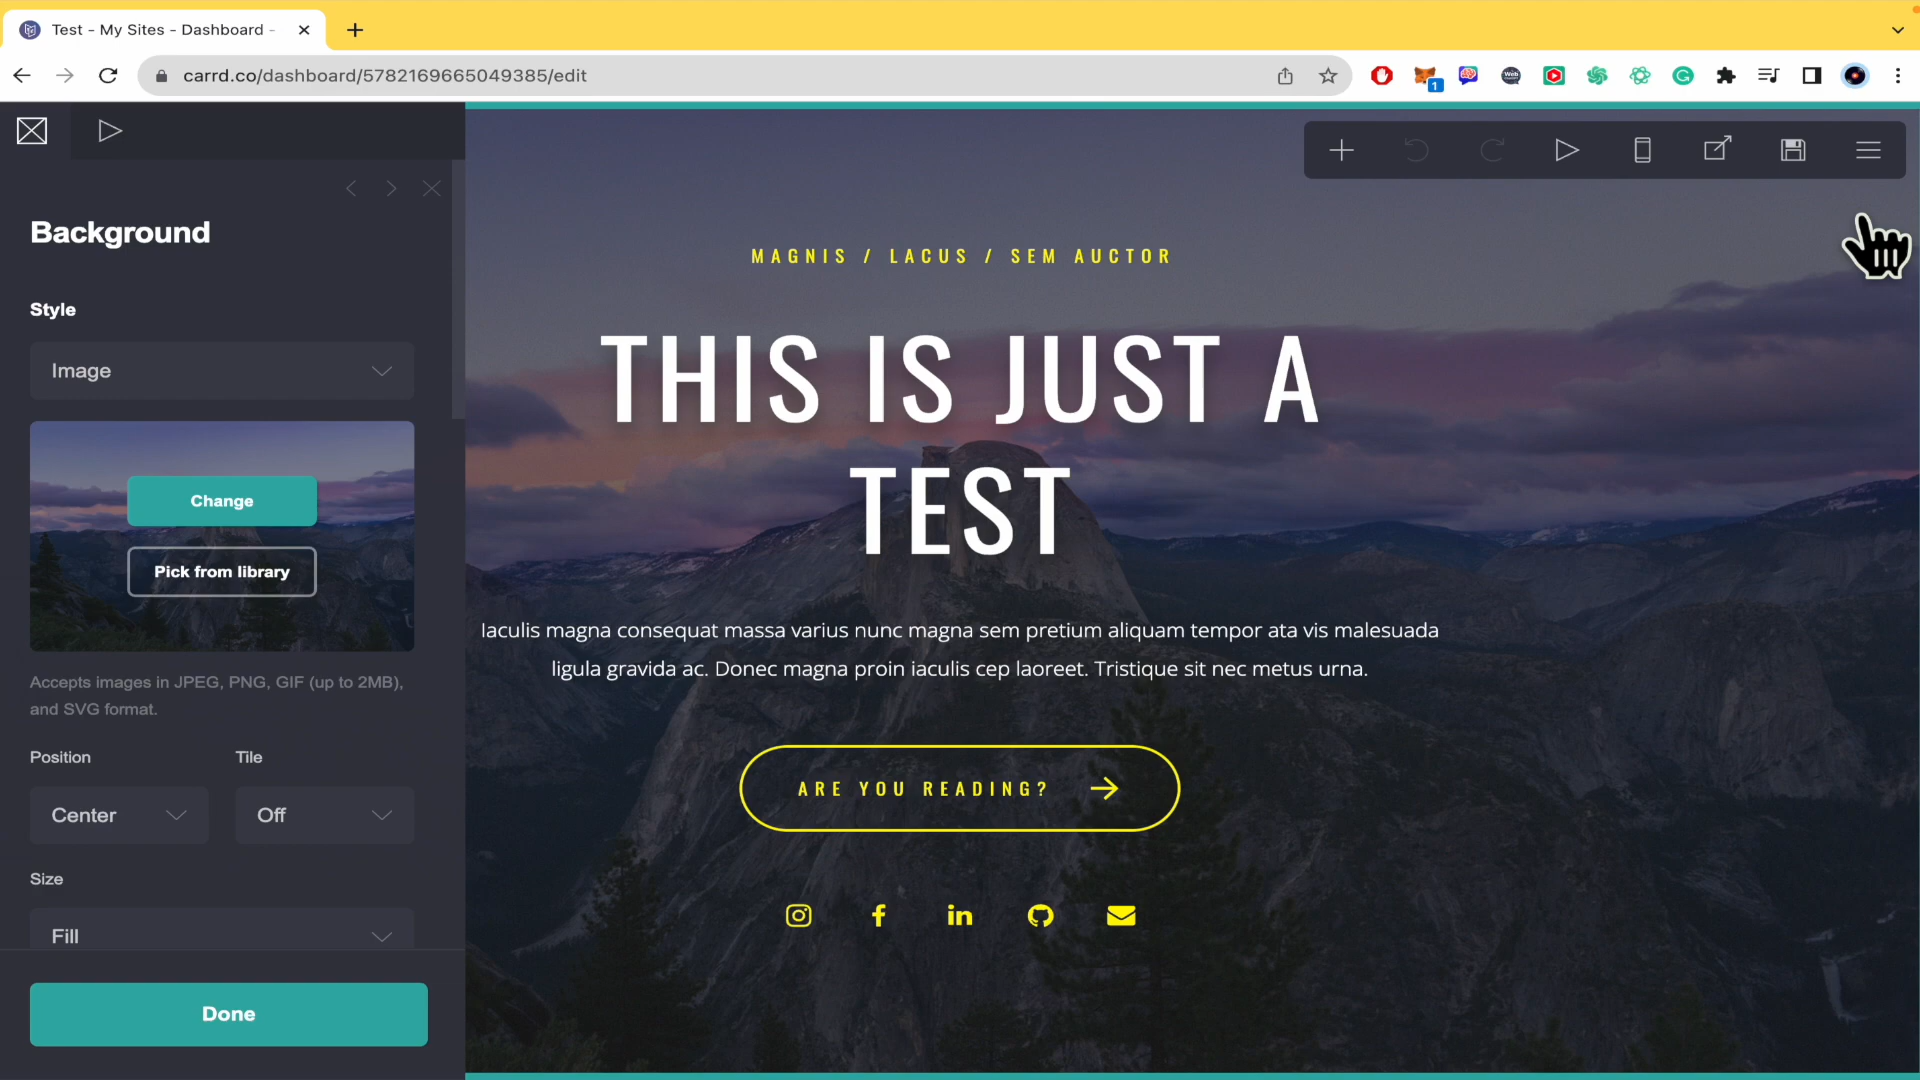 Test - My Sites - Dashboard -
carrd.co/dashboard/5782169665049385/edit
Web
1
Background
Style
Image
Change
Pick from library
Accepts images in JPEG, PNG, GIF (up to 2MB),
and SVG format.
Position
Tile
Center
Off
Size
Fill
Done
MAGNIS / LACUS / SEM AUCTOR
THIS IS JUST A
TEST
Iaculis magna consequat massa varius nunc magna sem pretium aliquam tempor ata vis malesuada
ligula gravida ac. Donec magna proin iaculis cep laoreet. Tristique sit nec metus urna.
ARE YOU READING?